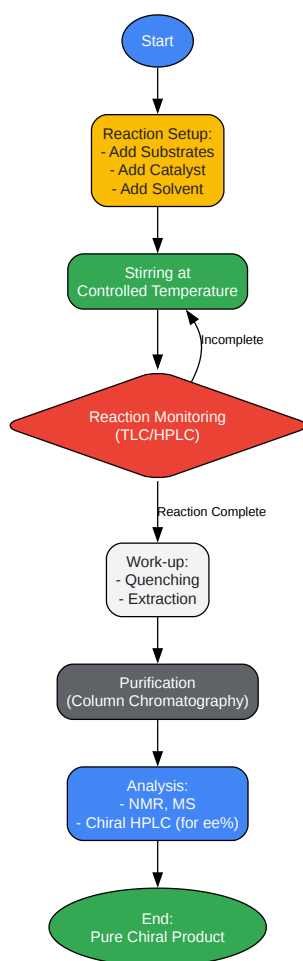 Start
Reaction Setup:
- Add Substrates
- Add Catalyst
- Add Solvent
Stirring at
Controlled Temperature
Incomplete
Reaction Monitoring
(TLC/HPLC)
Reaction Complete
Work-up:
- Quenching
- Extraction
Purification
(Column Chromatography)
Analysis:
- NMR, MS
- Chiral HPLC (for ee%)
End:
Pure Chiral Product